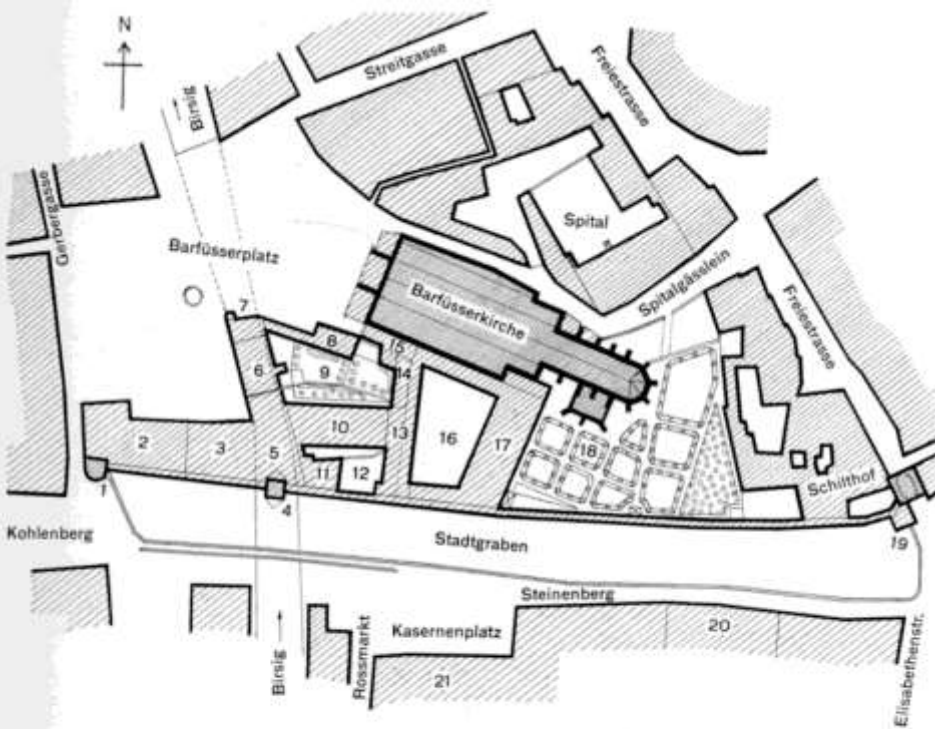 N
Streitgasse
Freiestrasse
Birsig
Gerbergasse
Spital
Barfüsserplatz
Barfüsserkirche
Spitalgässlein
Freiestrasse
7
8
15
14
6
9
2
3
5
10
13
16
17
18
11
12
Schilthof
1
4
19
Kohlenberg
Stadtgraben
Steinenberg
Kasernenplatz
20
21
Birsig
Rossmarkt
Elisabethenstr.